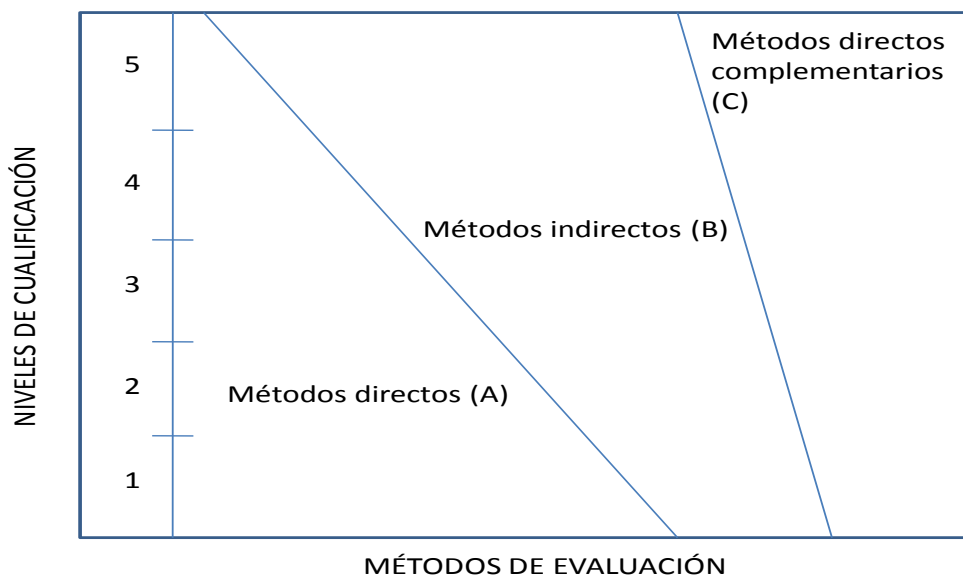 NIVELES DE CUALIFICACIÓN
5
4
3
2
1
Métodos directos
complementarios
(C)
Métodos indirectos (B)
Métodos directos (A)
MÉTODOS DE EVALUACIÓN